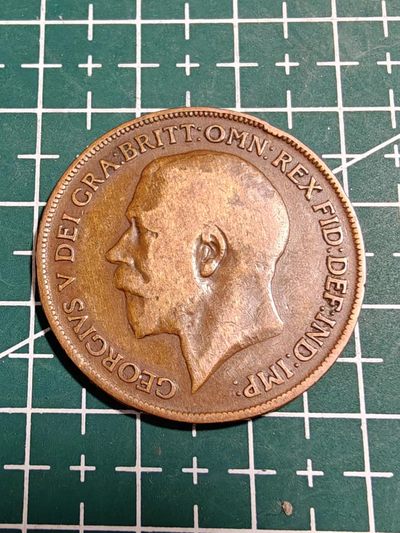 GEORGIVS V DEI GRA:BRITT:OMN:REX FID:DEF:IND:IMP: